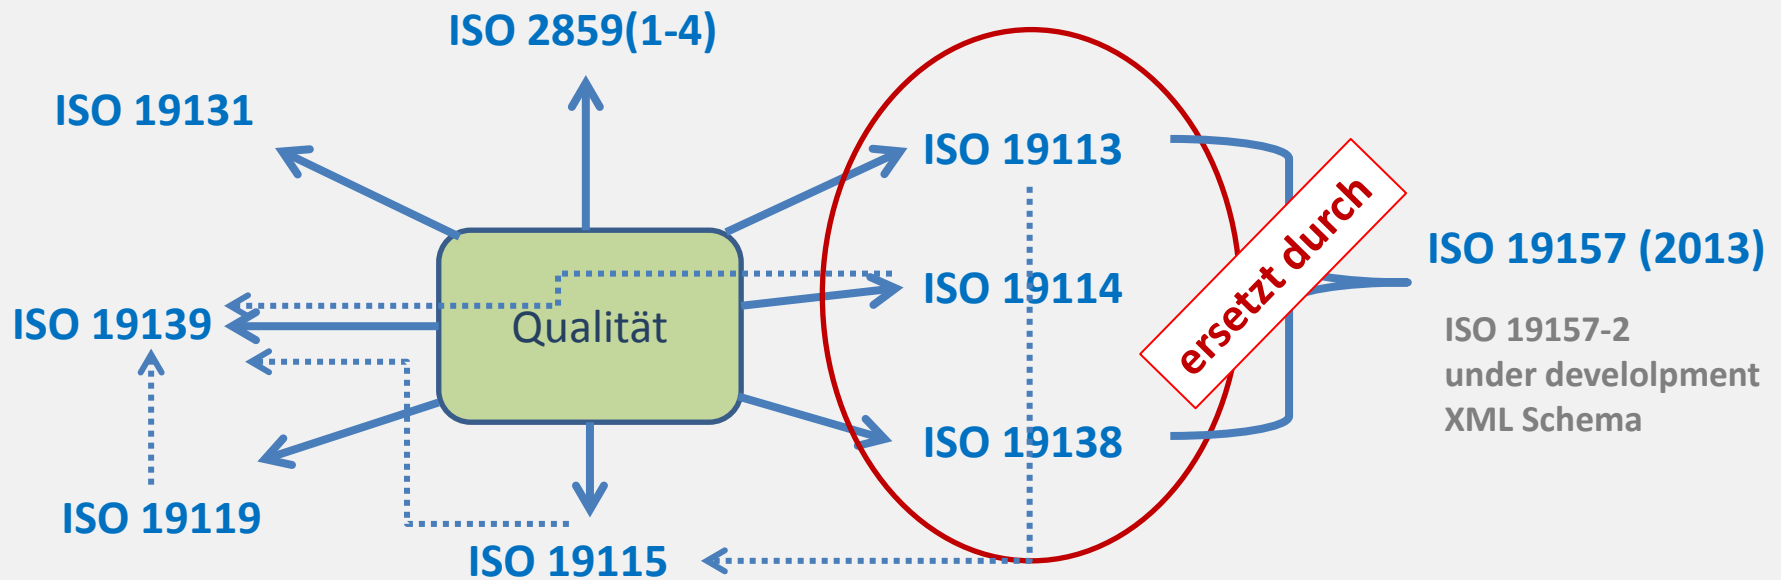 ISO 2859(1-4)
ISO 19131
ISO 19113
ersetzt durch
ISO 19157 (2013)
ISO 19114
ISO 19139
Qualität
ISO 19157-2
under develolpment
XML Schema
ISO 19138
ISO 19119
ISO 19115